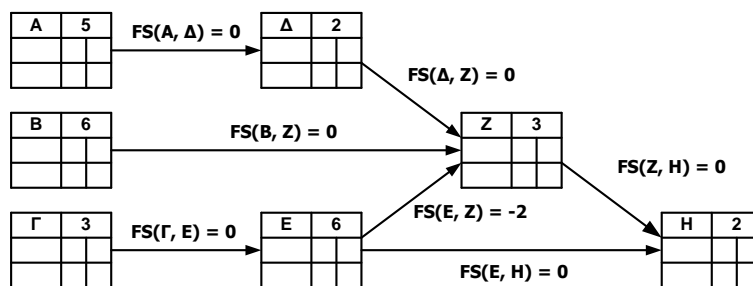 Α 5
FS(Α, Δ) = 0
Δ 2
FS(Δ, Ζ) = 0
Β 6
FS(Β, Ζ) = 0
Ζ 3
FS(Ζ, Η) = 0
Γ 3
FS(Γ, Ε) = 0
Ε 6
FS(Ε, Ζ) = -2
Η 2
FS(Ε, Η) = 0